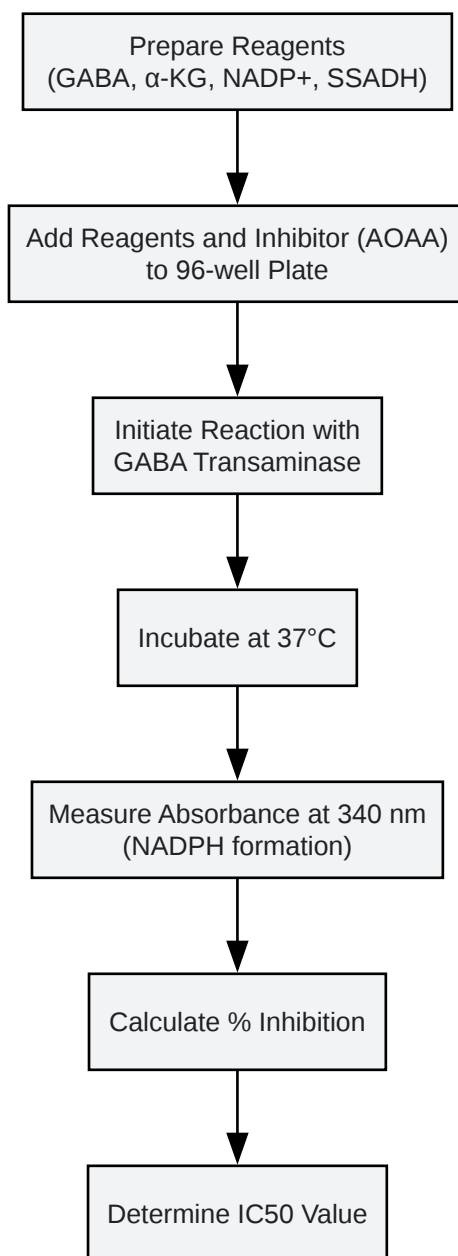 Prepare Reagents
(GABA, α-KG, NADP+, SSADH)
Add Reagents and Inhibitor (AOAA)
to 96-well Plate
Initiate Reaction with
GABA Transaminase
Incubate at 37°C
Measure Absorbance at 340 nm
(NADPH formation)
Calculate % Inhibition
Determine IC50 Value